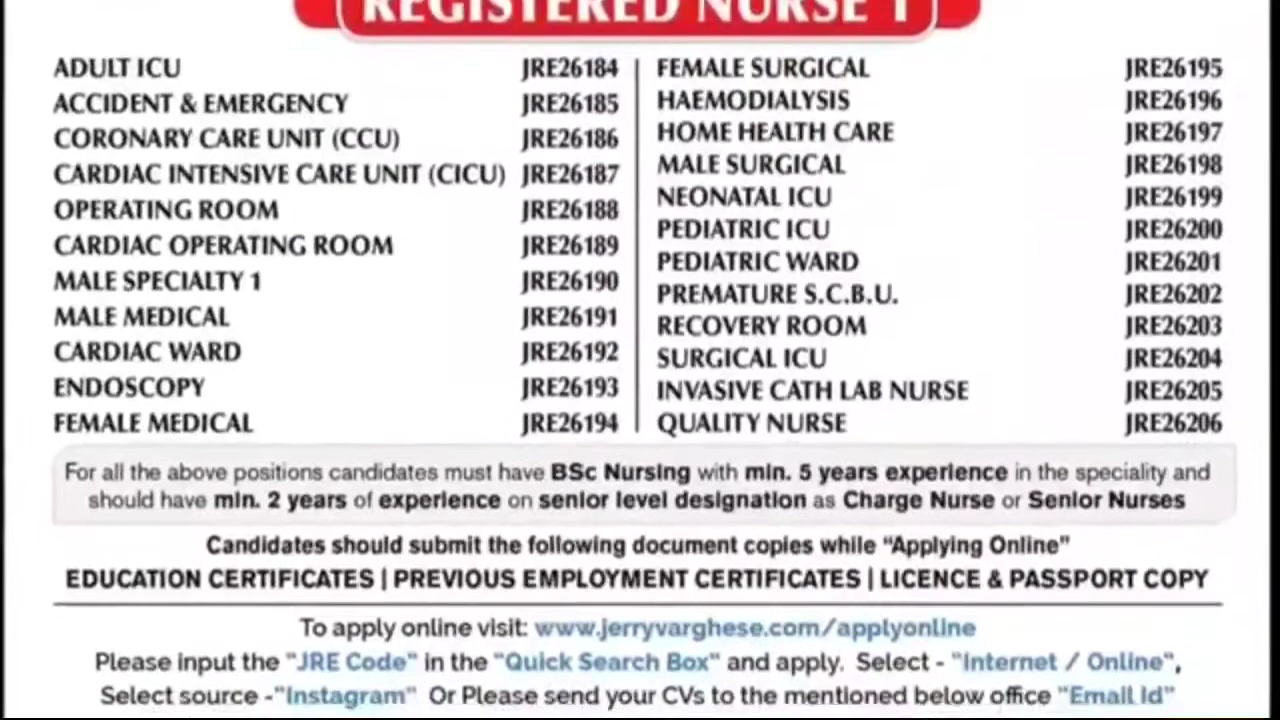 REGISTERED NURSE 1
ADULT ICU JRE26184
ACCIDENT & EMERGENCY JRE26185
CORONARY CARE UNIT (CCU) JRE26186
CARDIAC INTENSIVE CARE UNIT (CICU) JRE26187
OPERATING ROOM JRE26188
CARDIAC OPERATING ROOM JRE26189
MALE SPECIALTY 1 JRE26190
MALE MEDICAL JRE26191
CARDIAC WARD JRE26192
ENDOSCOPY JRE26193
FEMALE MEDICAL JRE26194
FEMALE SURGICAL JRE26195
HAEMODIALYSIS JRE26196
HOME HEALTH CARE JRE26197
MALE SURGICAL JRE26198
NEONATAL ICU JRE26199
PEDIATRIC ICU JRE26200
PEDIATRIC WARD JRE26201
PREMATURE S.C.B.U. JRE26202
RECOVERY ROOM JRE26203
SURGICAL ICU JRE26204
INVASIVE CATH LAB NURSE JRE26205
QUALITY NURSE JRE26206
For all the above positions candidates must have BSc Nursing with min. 5 years experience in the speciality and
should have min. 2 years of experience on senior level designation as Charge Nurse or Senior Nurses
Candidates should submit the following document copies while "Applying Online"
EDUCATION CERTIFICATES | PREVIOUS EMPLOYMENT CERTIFICATES | LICENCE & PASSPORT COPY
To apply online visit: www.jerryvarghese.com/applyonline
Please input the "JRE Code" in the "Quick Search Box" and apply. Select - "Internet / Online",
Select source -"Instagram" Or Please send your CVs to the mentioned below office "Email Id"